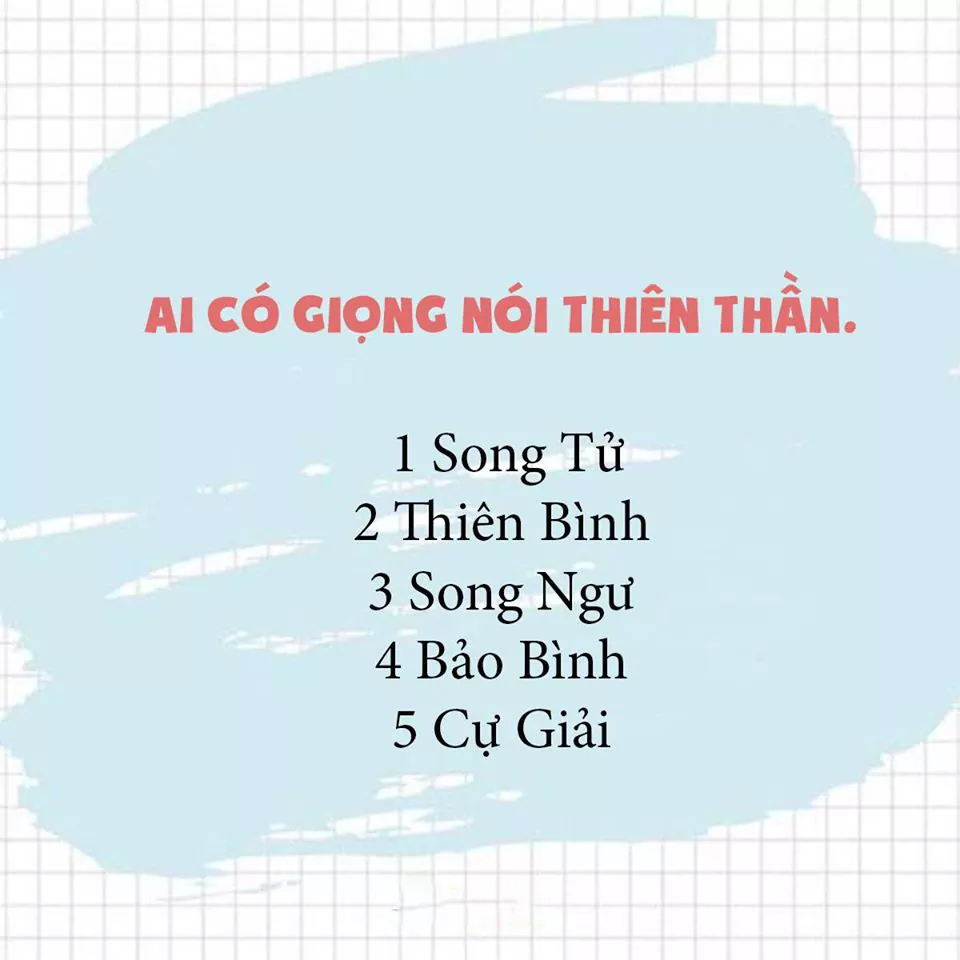 AI CÓ GIỌNG NÓI THIÊN THẦN.
1 Song Tử
2 Thiên Bình
3 Song Ngư
4 Bảo Bình
5 Cự Giải